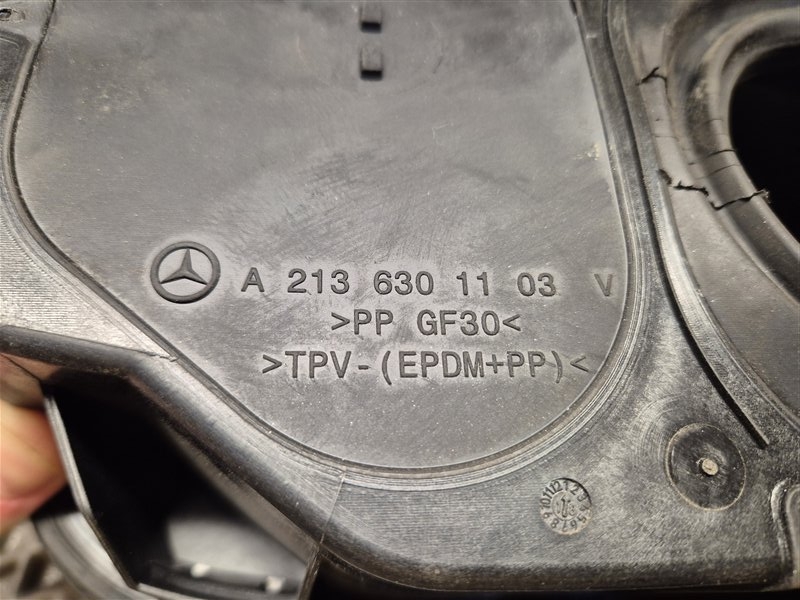 A 213 630 11 03 V
>PP GF30<
>TPV-(EPDM+PP)<